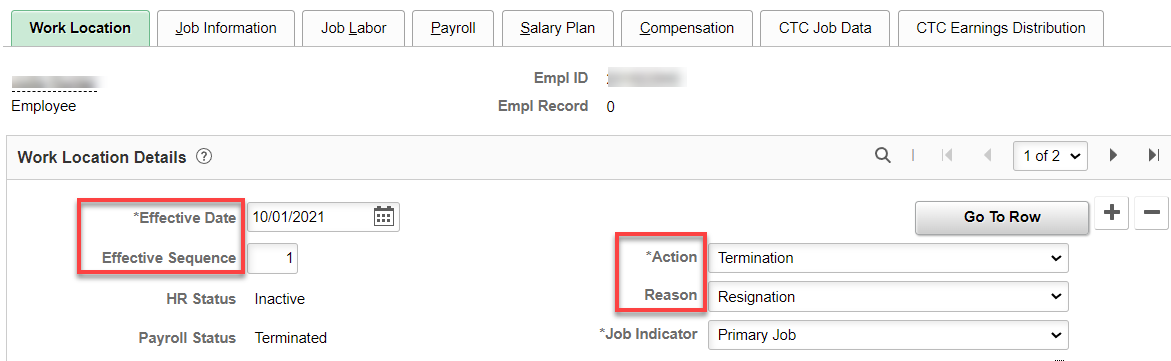 Work Location Job Information Job Labor Payroll Salary Plan Compensation CTC Job Data CTC Earnings Distribution
Empl ID
Employee Empl Record 0
Work Location Details ? 1 of 2
*Effective Date 10/01/2021 Go To Row
Effective Sequence 1 *Action Termination
HR Status Inactive Reason Resignation
Payroll Status Terminated *Job Indicator Primary Job